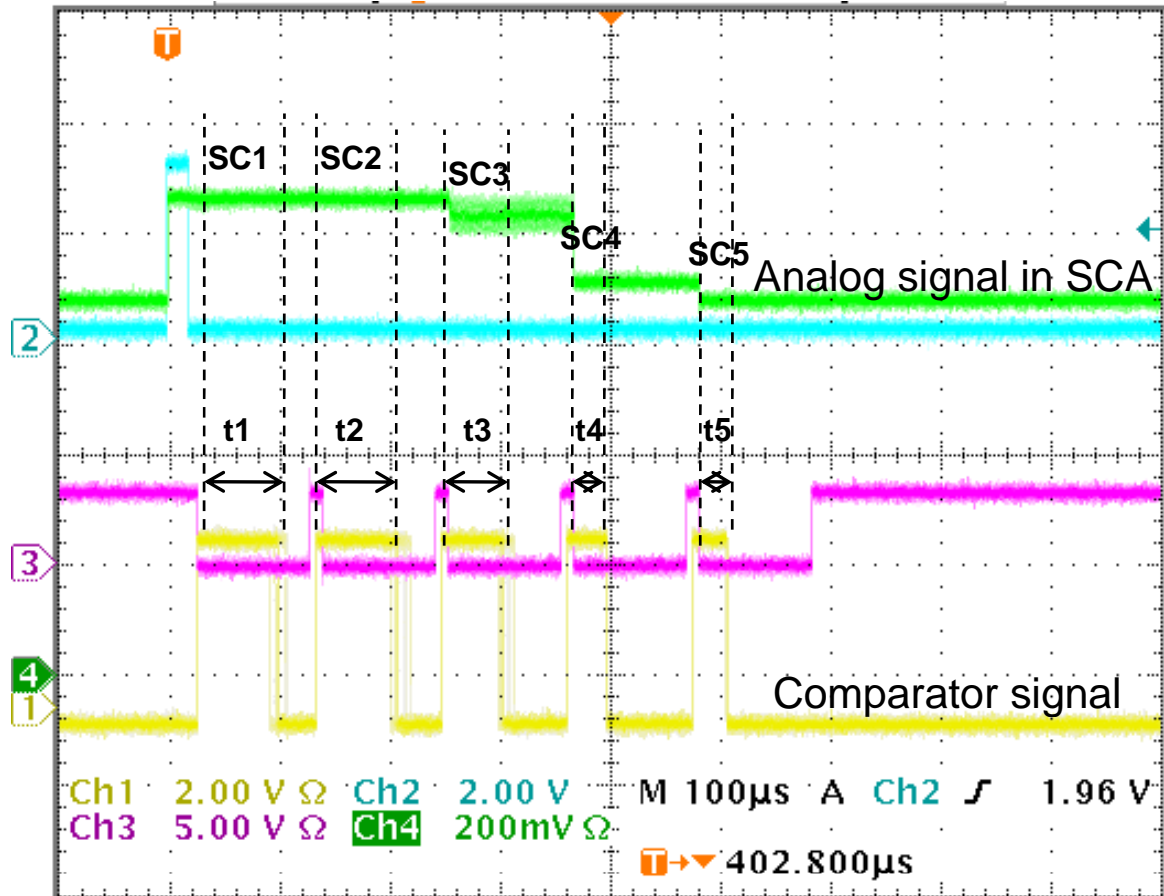 T
SC1 SC2 SC3
SC4 SC5
Analog signal in SCA
2
t1 t2 t3 t4 t5
3
4
1
Comparator signal
Ch1 2.00 V Ω Ch2 2.00 V M 100µs A Ch2 ƒ 1.96 V
Ch3 5.00 V Ω Ch4 200mV Ω
T→▼ 402.800µs